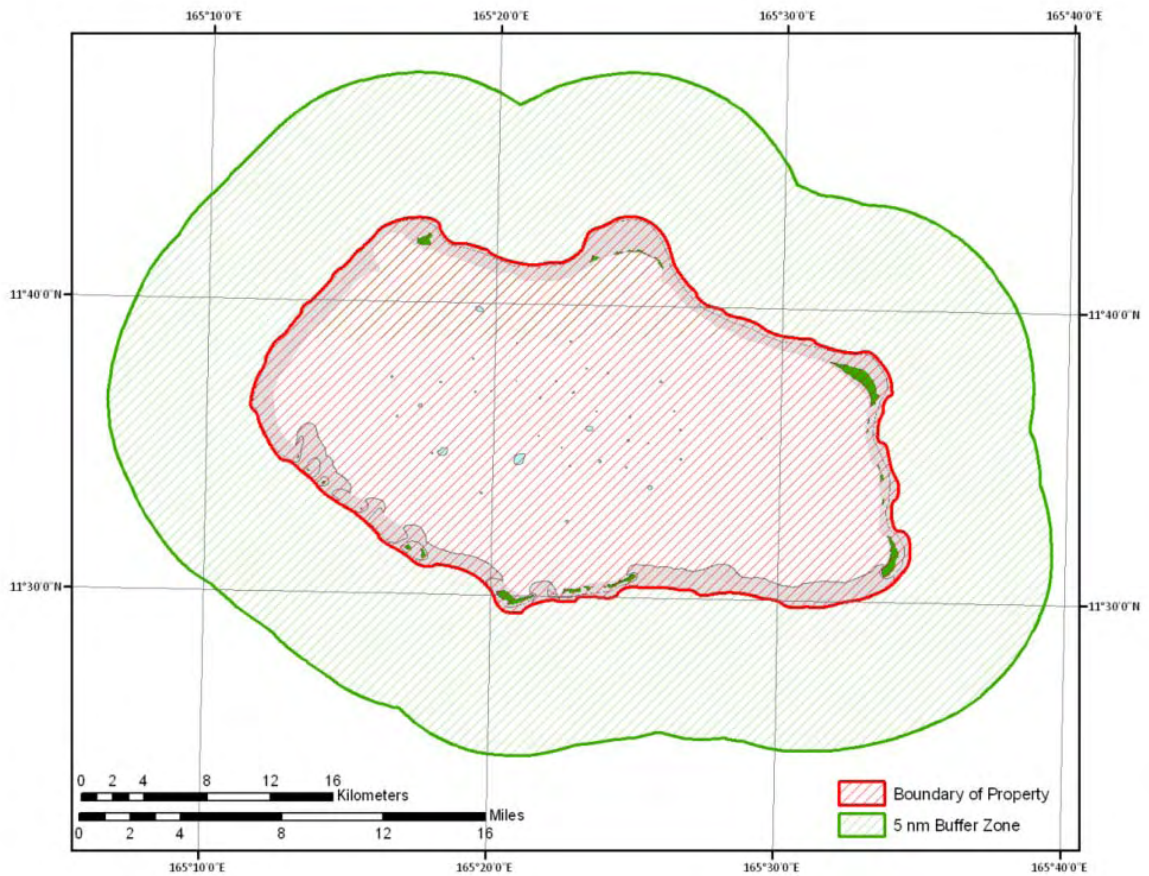 165°10'0"E 165°20'0"E 165°30'0"E 165°40'0"E
11°40'0"N 11°40'0"N
11°30'0"N 11°30'0"N
0 2 4 8 12 16
Kilometers
Miles
0 2 4 8 12 16
Boundary of Property
5 nm Buffer Zone
165°10'0"E 165°20'0"E 165°30'0"E 165°40'0"E